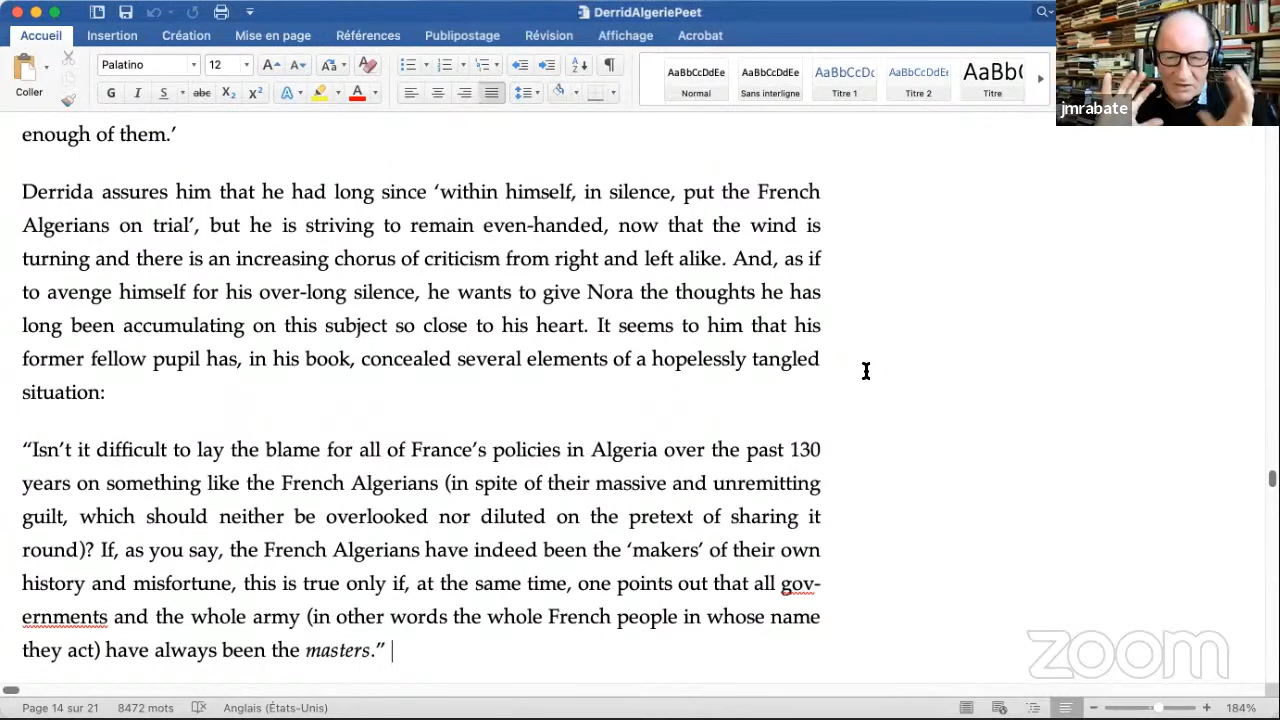 DerridAlgeriePeet
Accueil Insertion Création Mise en page Références Publipostage Révision Affichage Acrobat
Coller
Palatino 12
G I S abc X₂ X² A A
AaBbCcDdEe AaBbCcDdEe AaBbCcDc AaBbCcDdEe AaBb(
Normal Sans interligne Titre 1 Titre 2 Titre
jmrabate
enough of them.’
Derrida assures him that he had long since ‘within himself, in silence, put the French
Algerians on trial’, but he is striving to remain even-handed, now that the wind is
turning and there is an increasing chorus of criticism from right and left alike. And, as if
to avenge himself for his over-long silence, he wants to give Nora the thoughts he has
long been accumulating on this subject so close to his heart. It seems to him that his
former fellow pupil has, in his book, concealed several elements of a hopelessly tangled
situation:
“Isn’t it difficult to lay the blame for all of France’s policies in Algeria over the past 130
years on something like the French Algerians (in spite of their massive and unremitting
guilt, which should neither be overlooked nor diluted on the pretext of sharing it
round)? If, as you say, the French Algerians have indeed been the ‘makers’ of their own
history and misfortune, this is true only if, at the same time, one points out that all gov-
ernments and the whole army (in other words the whole French people in whose name
they act) have always been the masters.”
zoom
Page 14 sur 21 8472 mots Anglais (États-Unis) 184%